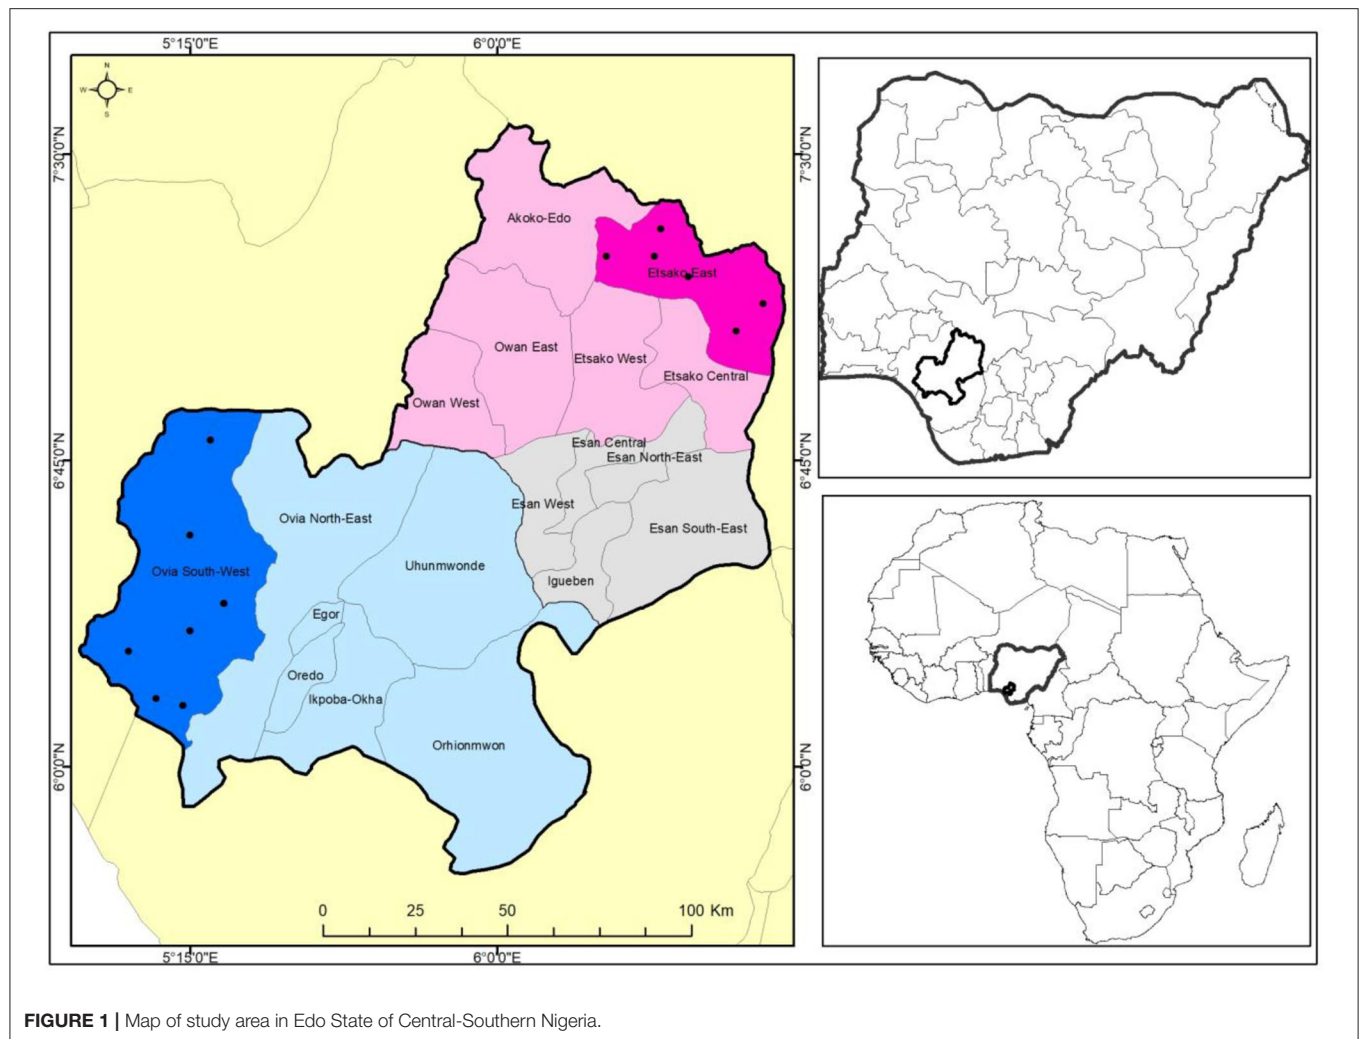 5°15'0"E 6°0'0"E
N
W E
S
7°30'0"N 7°30'0"N
Akoko-Edo
Etsako East
Owan East
Etsako West
Etsako Central
Owan West
Esan Central
6°45'0"N 6°45'0"N
Esan North-East
Esan West
Ovia North-East
Esan South-East
Uhunmwonde
Ovia South-West
Igueben
Egor
Oredo
Ikpoba-Okha
Orhionmwon
6°0'0"N 6°0'0"N
0 25 50 100 Km
5°15'0"E 6°0'0"E
FIGURE 1 | Map of study area in Edo State of Central-Southern Nigeria.